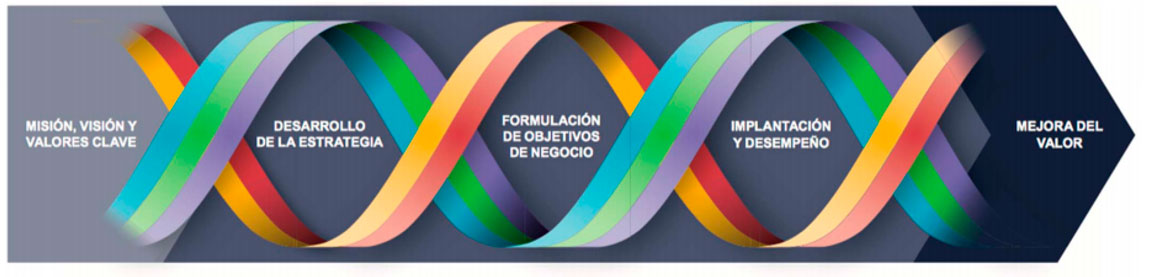 MISIÓN, VISIÓN Y
VALORES CLAVE
DESARROLLO
DE LA ESTRATEGIA
FORMULACIÓN
DE OBJETIVOS
DE NEGOCIO
IMPLANTACIÓN
Y DESEMPEÑO
MEJORA DEL
VALOR